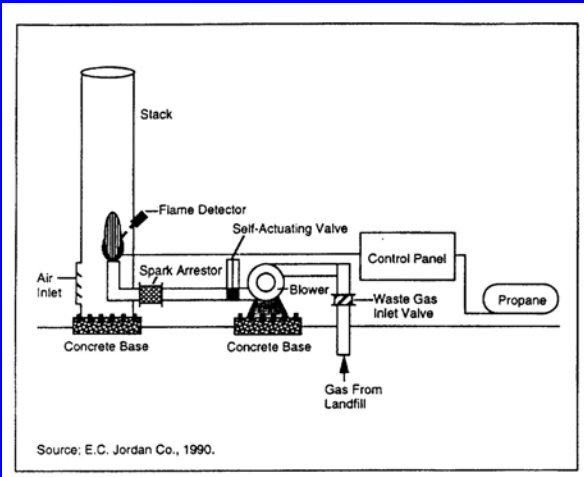 Stack
Flame Detector
Self-Actuating Valve
Control Panel
Air
Inlet
Spark Arrestor
Blower
Waste Gas
Inlet Valve
Propane
Concrete Base
Concrete Base
Gas From
Landfill
Source: E.C. Jordan Co., 1990.